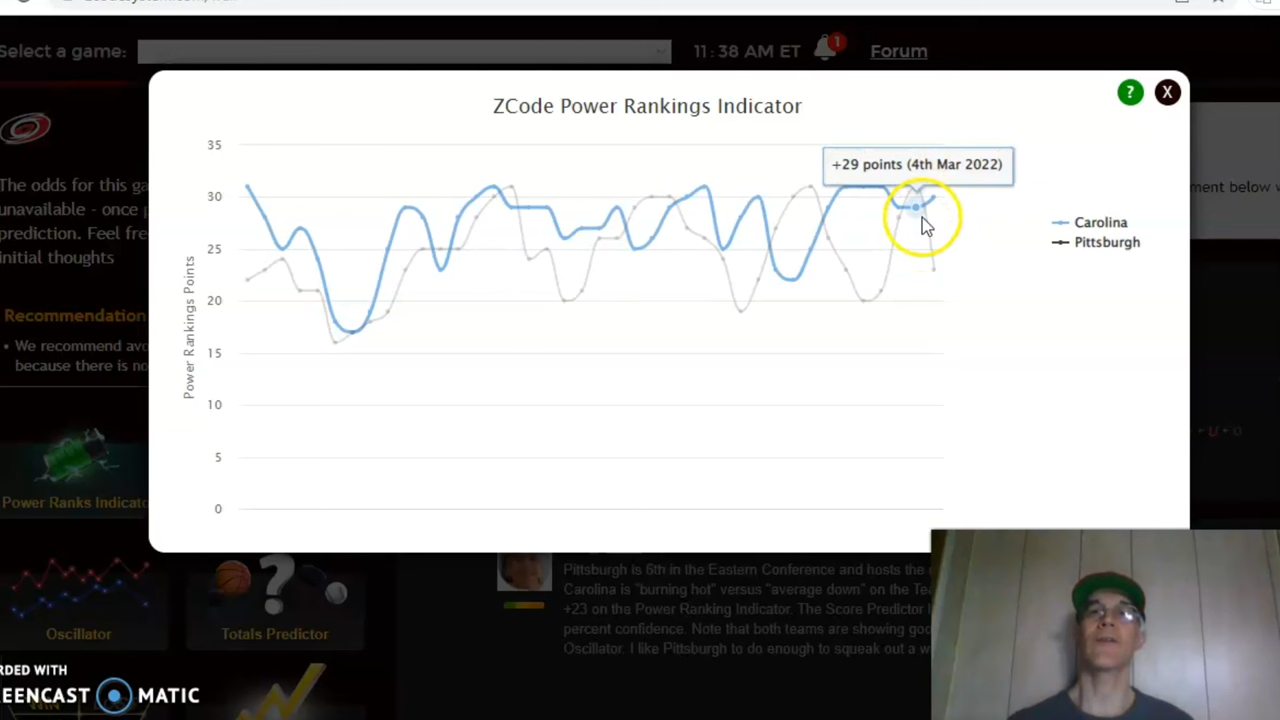 Select a game:
11:38 AM ET
1
Forum
ZCode Power Rankings Indicator
?
X
35
30
25
20
15
10
5
0
Power Rankings Points
+29 points (4th Mar 2022)
Carolina
Pittsburgh
The odds for this ga
unavailable - once
prediction. Feel fre
initial thoughts
ment below
Recommendation
• We recommend avo
because there is no
Power Ranks Indicato
Oscillator
?
Totals Predictor
Pittsburgh is 6th in the Eastern Conference and hosts the
Carolina is "burning hot" versus "average down" on the Tea
+23 on the Power Ranking Indicator. The Score Predictor
percent confidence. Note that both teams are showing goo
Oscillator. I like Pittsburgh to do enough to squeak out a w
RDED WITH
EENCAST MATIC